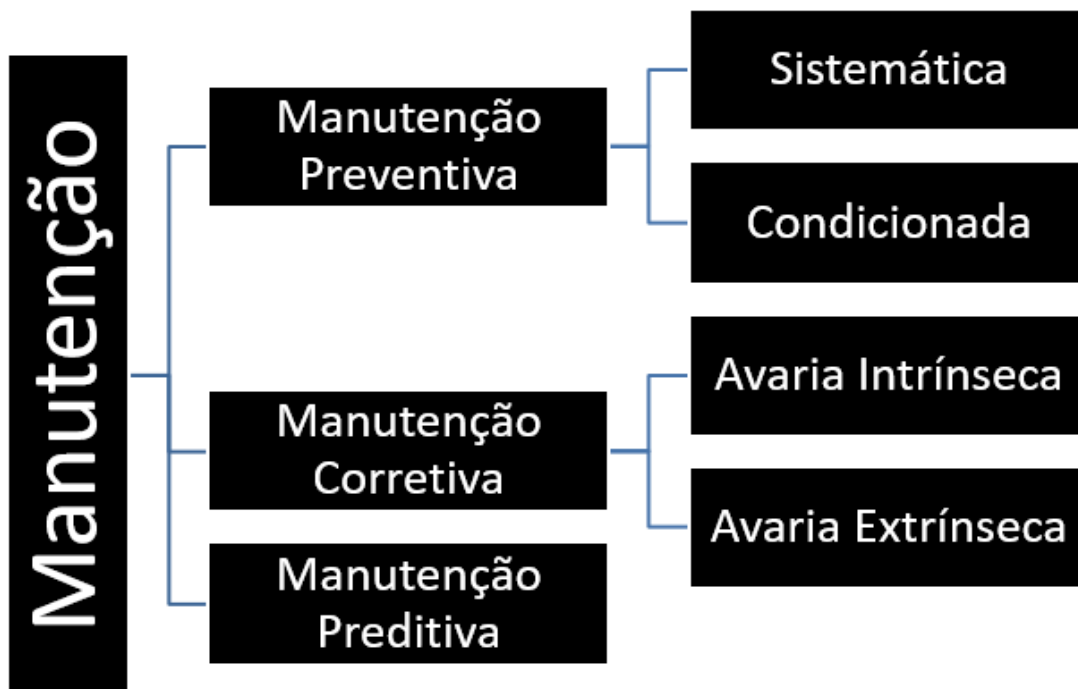 Manutenção
Manutenção
Preventiva
Sistemática
Condicionada
Manutenção
Corretiva
Avaria Intrínseca
Avaria Extrínseca
Manutenção
Preditiva